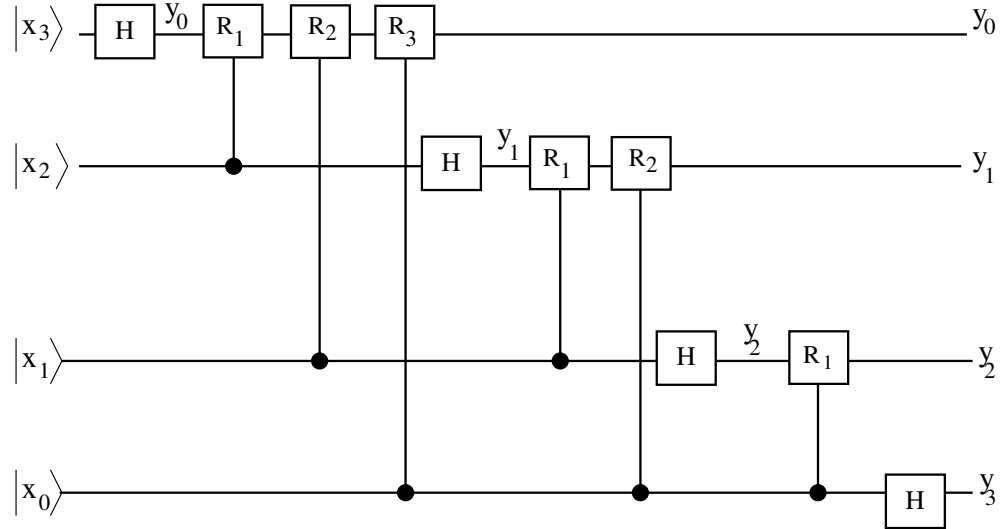 |x₃⟩ H y₀ R₁ R₂ R₃ y₀
|x₂⟩ H y₁ R₁ R₂ y₁
|x₁⟩ H y₂ R₁ y₂
|x₀⟩ H y₃